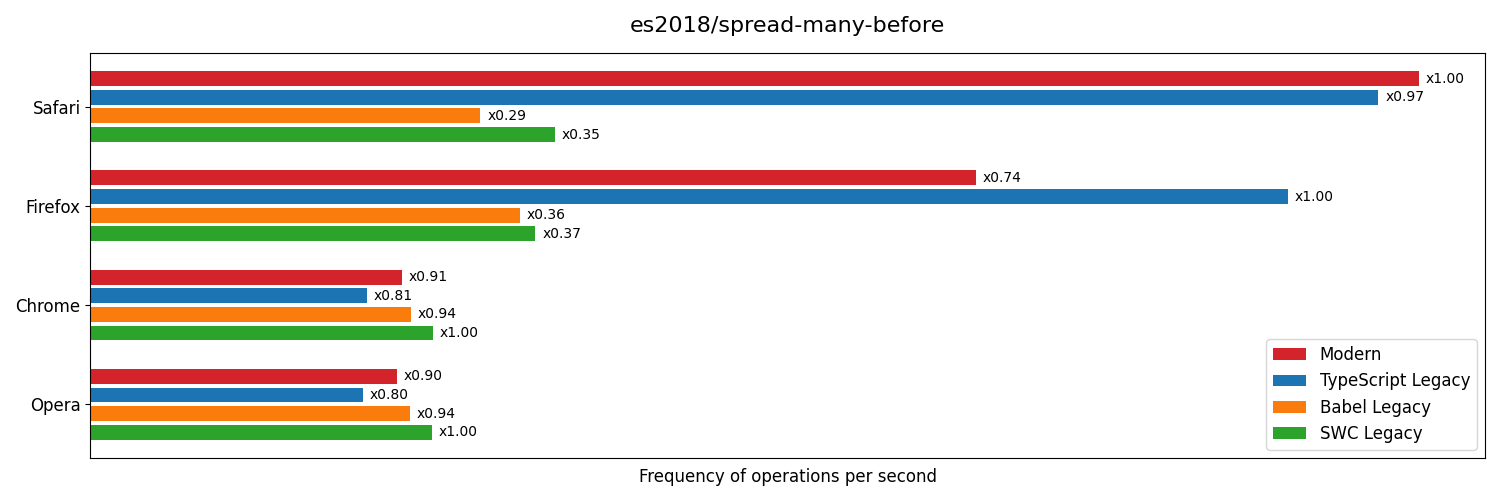 es2018/spread-many-before
Safari
x1.00
x0.97
x0.29
x0.35
Firefox
x0.74
x1.00
x0.36
x0.37
Chrome
x0.91
x0.81
x0.94
x1.00
Opera
x0.90
x0.80
x0.94
x1.00
Modern
TypeScript Legacy
Babel Legacy
SWC Legacy
Frequency of operations per second